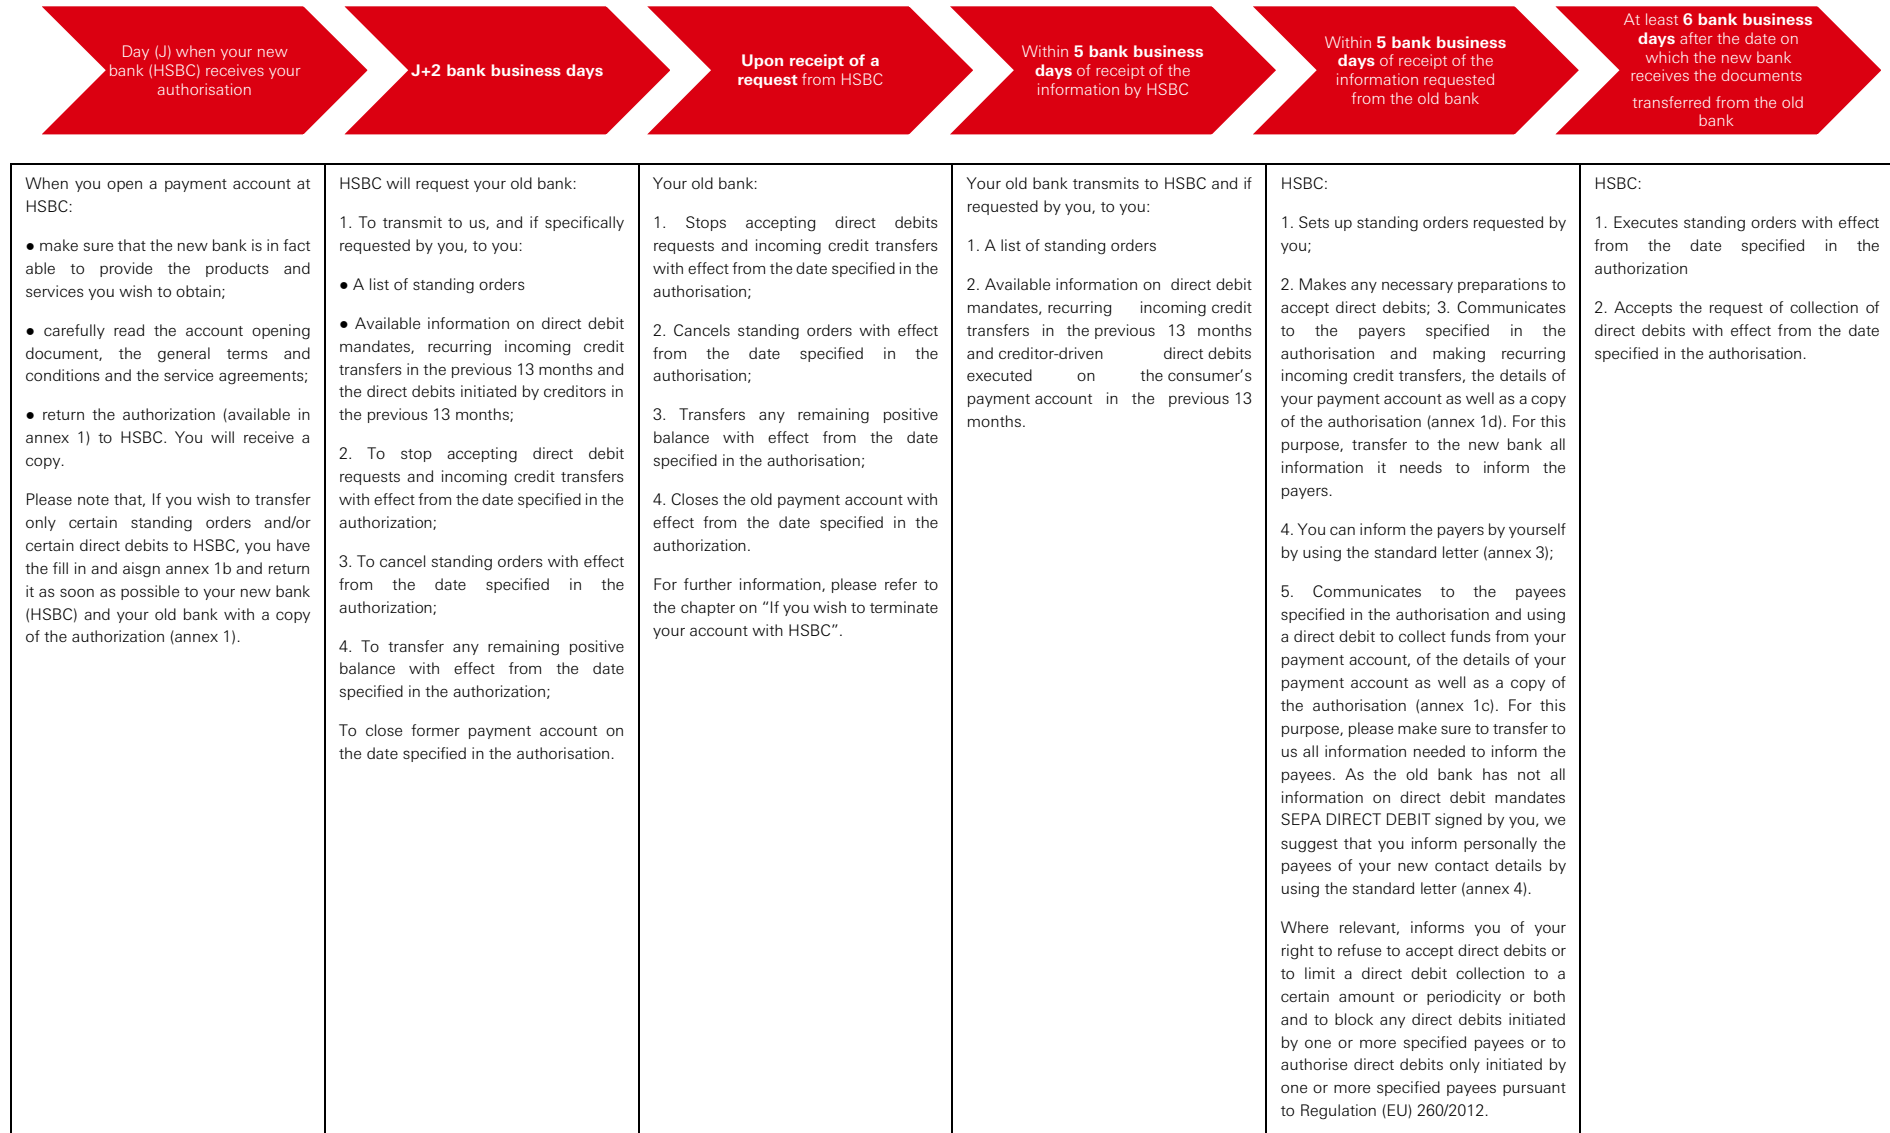 Day (J) when your new
bank (HSBC) receives your
authorisation
J+2 bank business days
Upon receipt of a
request from HSBC
Within 5 bank business
days of receipt of the
information by HSBC
Within 5 bank business
days of receipt of the
information requested
from the old bank
At least 6 bank business
days after the date on
which the new bank
receives the documents
transferred from the old
bank
When you open a payment account at
HSBC:
● make sure that the new bank is in fact
able to provide the products and
services you wish to obtain;
● carefully read the account opening
document, the general terms and
conditions and the service agreements;
● return the authorization (available in
annex 1) to HSBC. You will receive a
copy.
Please note that, If you wish to transfer
only certain standing orders and/or
certain direct debits to HSBC, you have
the fill in and aisgn annex 1b and return
it as soon as possible to your new bank
(HSBC) and your old bank with a copy
of the authorization (annex 1).
HSBC will request your old bank:
1. To transmit to us, and if specifically
requested by you, to you:
● A list of standing orders
● Available information on direct debit
mandates, recurring incoming credit
transfers in the previous 13 months and
the direct debits initiated by creditors in
the previous 13 months;
2. To stop accepting direct debit
requests and incoming credit transfers
with effect from the date specified in the
authorization;
3. To cancel standing orders with effect
from the date specified in the
authorization;
4. To transfer any remaining positive
balance with effect from the date
specified in the authorization;
To close former payment account on
the date specified in the authorisation.
Your old bank:
1. Stops accepting direct debits
requests and incoming credit transfers
with effect from the date specified in the
authorisation;
2. Cancels standing orders with effect
from the date specified in the
authorisation;
3. Transfers any remaining positive
balance with effect from the date
specified in the authorisation;
4. Closes the old payment account with
effect from the date specified in the
authorization.
For further information, please refer to
the chapter on “If you wish to terminate
your account with HSBC”.
Your old bank transmits to HSBC and if
requested by you, to you:
1. A list of standing orders
2. Available information on direct debit
mandates, recurring incoming credit
transfers in the previous 13 months
and creditor-driven direct debits
executed on the consumer’s
payment account in the previous 13
months.
HSBC:
1. Sets up standing orders requested by
you;
2. Makes any necessary preparations to
accept direct debits; 3. Communicates
to the payers specified in the
authorisation and making recurring
incoming credit transfers, the details of
your payment account as well as a copy
of the authorisation (annex 1d). For this
purpose, transfer to the new bank all
information it needs to inform the
payers.
4. You can inform the payers by yourself
by using the standard letter (annex 3);
5. Communicates to the payees
specified in the authorisation and using
a direct debit to collect funds from your
payment account, of the details of your
payment account as well as a copy of
the authorisation (annex 1c). For this
purpose, please make sure to transfer to
us all information needed to inform the
payees. As the old bank has not all
information on direct debit mandates
SEPA DIRECT DEBIT signed by you, we
suggest that you inform personally the
payees of your new contact details by
using the standard letter (annex 4).
Where relevant, informs you of your
right to refuse to accept direct debits or
to limit a direct debit collection to a
certain amount or periodicity or both
and to block any direct debits initiated
by one or more specified payees or to
authorise direct debits only initiated by
one or more specified payees pursuant
to Regulation (EU) 260/2012.
HSBC:
1. Executes standing orders with effect
from the date specified in the
authorization
2. Accepts the request of collection of
direct debits with effect from the date
specified in the authorisation.